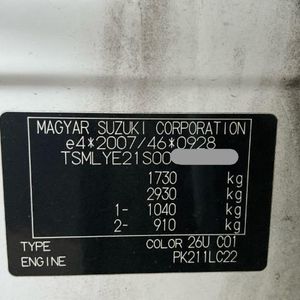 MAGYAR SUZUKI CORPORATION
e4*2007/46*0928
TSMLYE21S00
1730 kg
2930 kg
1- 1040 kg
2- 910 kg
TYPE COLOR 26U C01
ENGINE PK211LC22